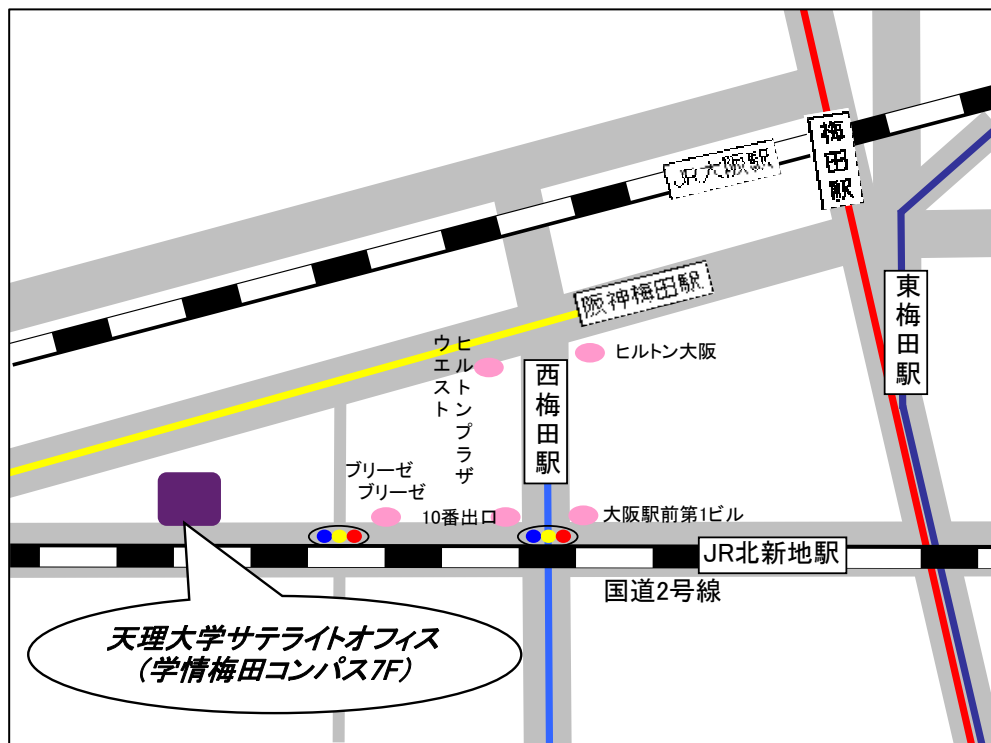 JR大阪駅
梅田駅
阪神梅田駅
東梅田駅
ヒルトンプラザ
ウエスト
ヒルトン大阪
西梅田駅
ブリーゼ
ブリーゼ
10番出口
大阪駅前第1ビル
JR北新地駅
国道2号線
天理大学サテライトオフィス
(学情梅田コンパス7F)